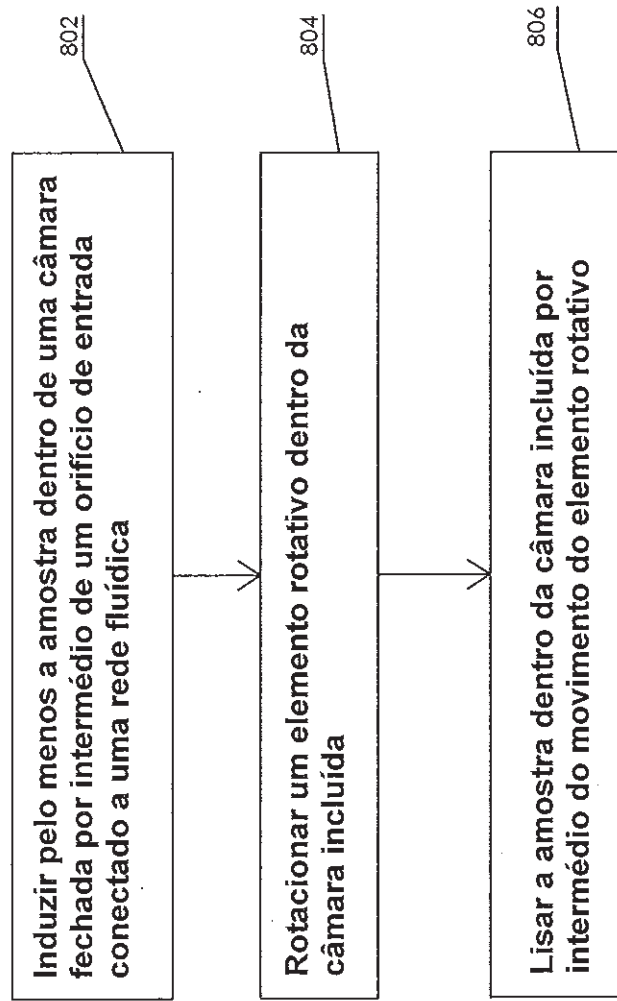 Induzir pelo menos a amostra dentro de uma câmara
fechada por intermédio de um orifício de entrada
conectado a uma rede fluídica
802
Rotacionar um elemento rotativo dentro da
câmara incluída
804
Lisar a amostra dentro da câmara incluída por
intermédio do movimento do elemento rotativo
806